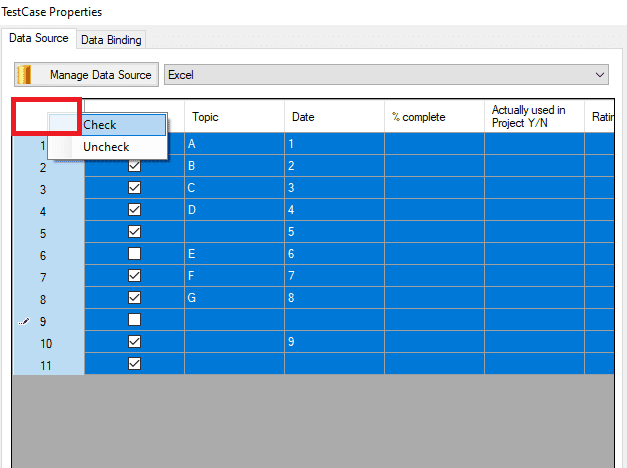 TestCase Properties
Data Source Data Binding
Manage Data Source Excel
Check Topic Date % complete Actually used in
Project Y/N Ratin
Uncheck
1 A 1
2 B 2
3 C 3
4 D 4
5 5
6 E 6
7 F 7
8 G 8
9
10 9
11